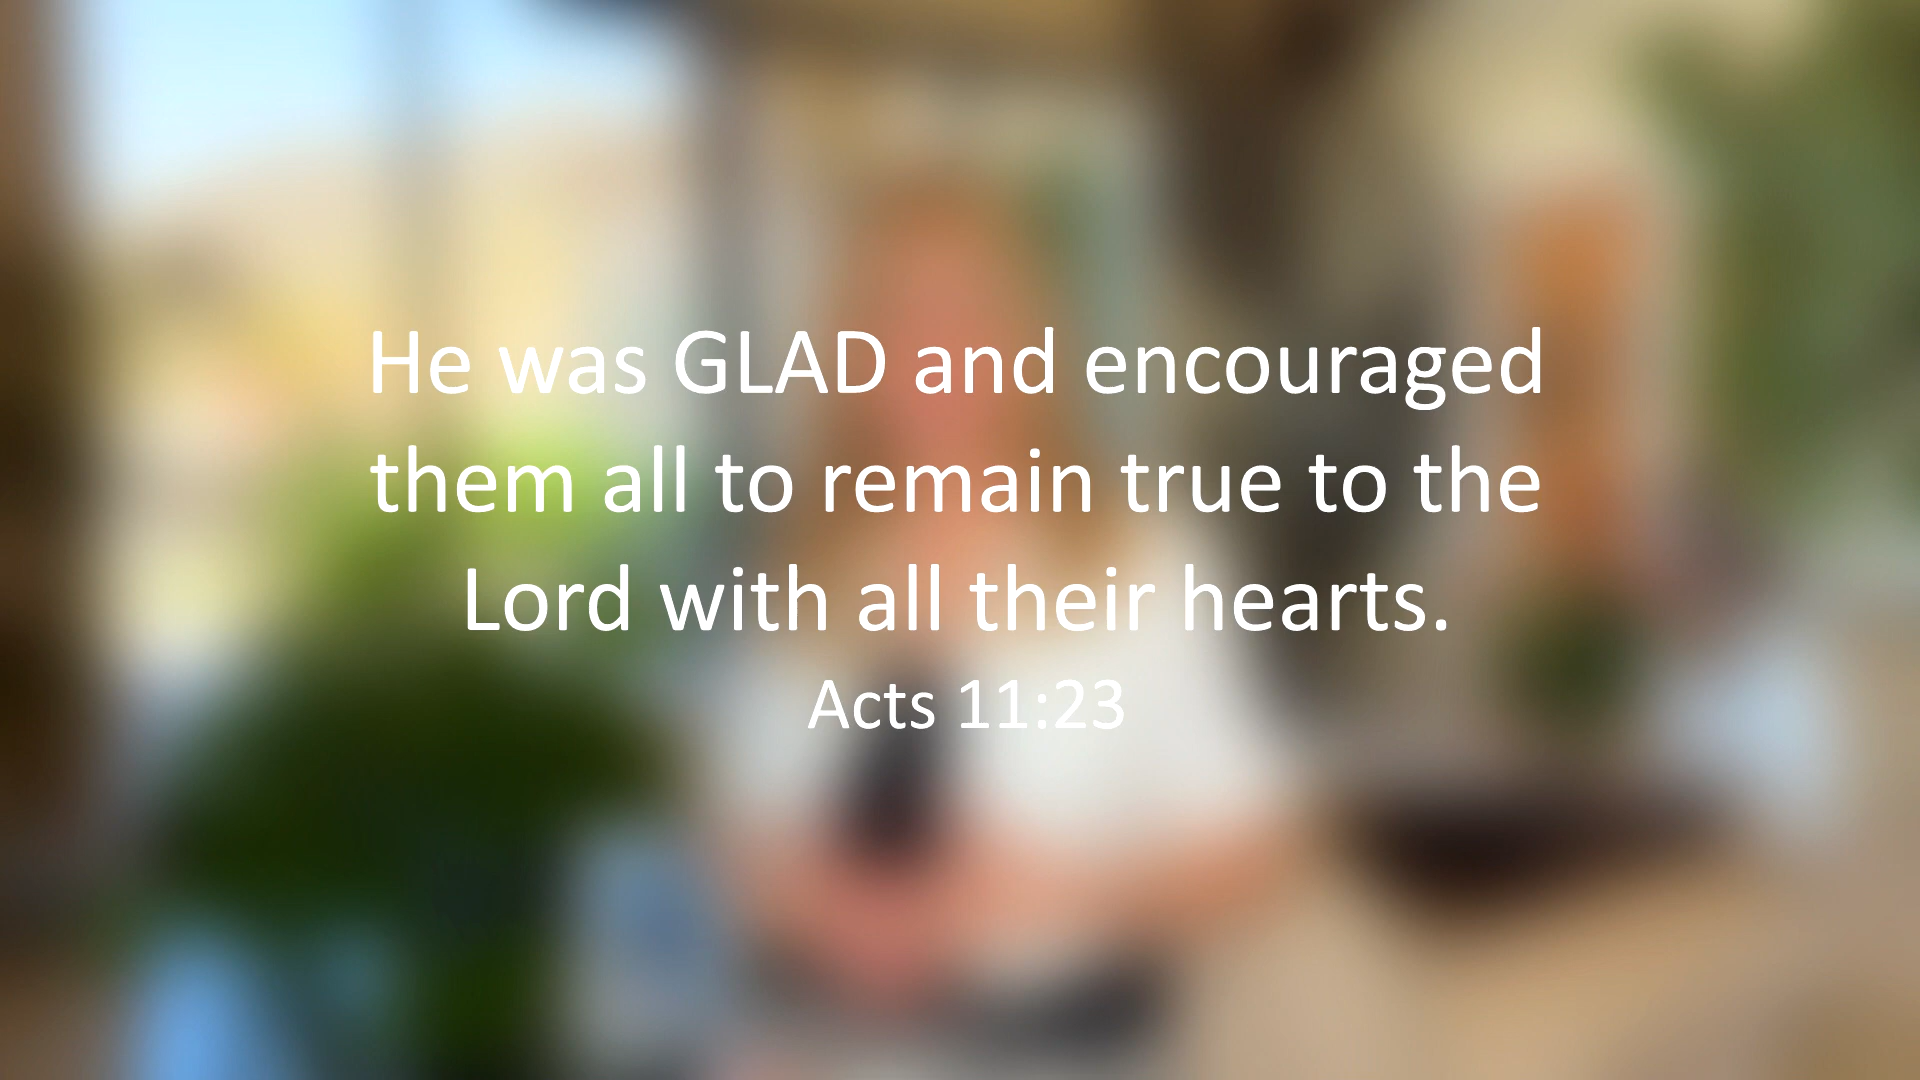 He was GLAD and encouraged
them all to remain true to the
Lord with all their hearts.
Acts 11:23